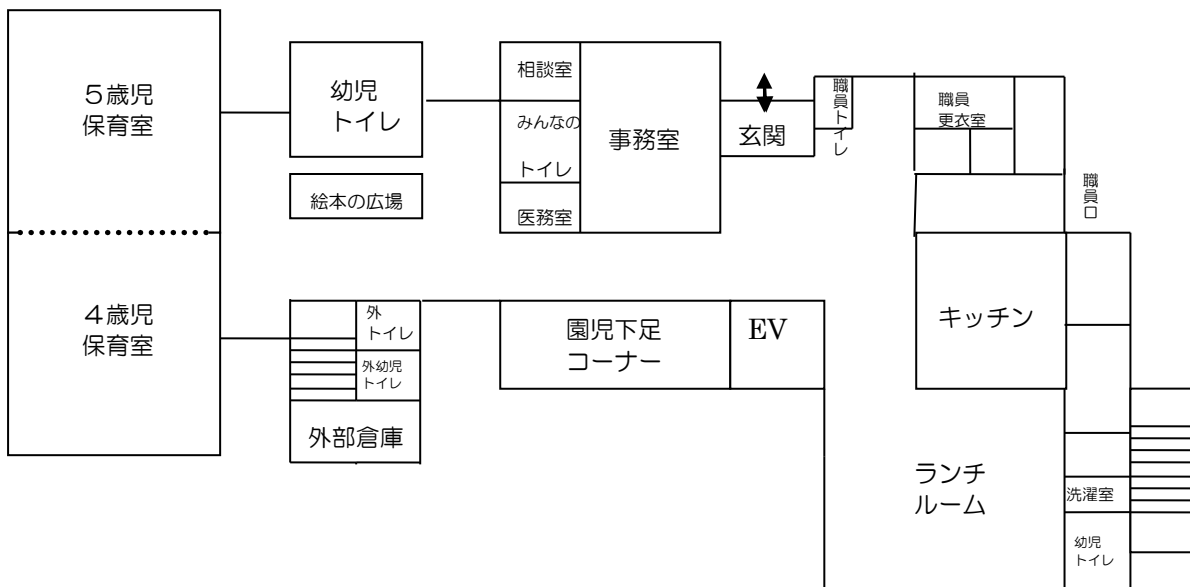 ５歳児
保育室
幼児
トイレ
絵本の広場
相談室
みんなの
トイレ
医務室
事務室
玄関
職員トイレ
職員
更衣室
職員口
４歳児
保育室
外
トイレ
外幼児
トイレ
外部倉庫
園児下足
コーナー
EV
キッチン
ランチ
ルーム
洗濯室
幼児
トイレ